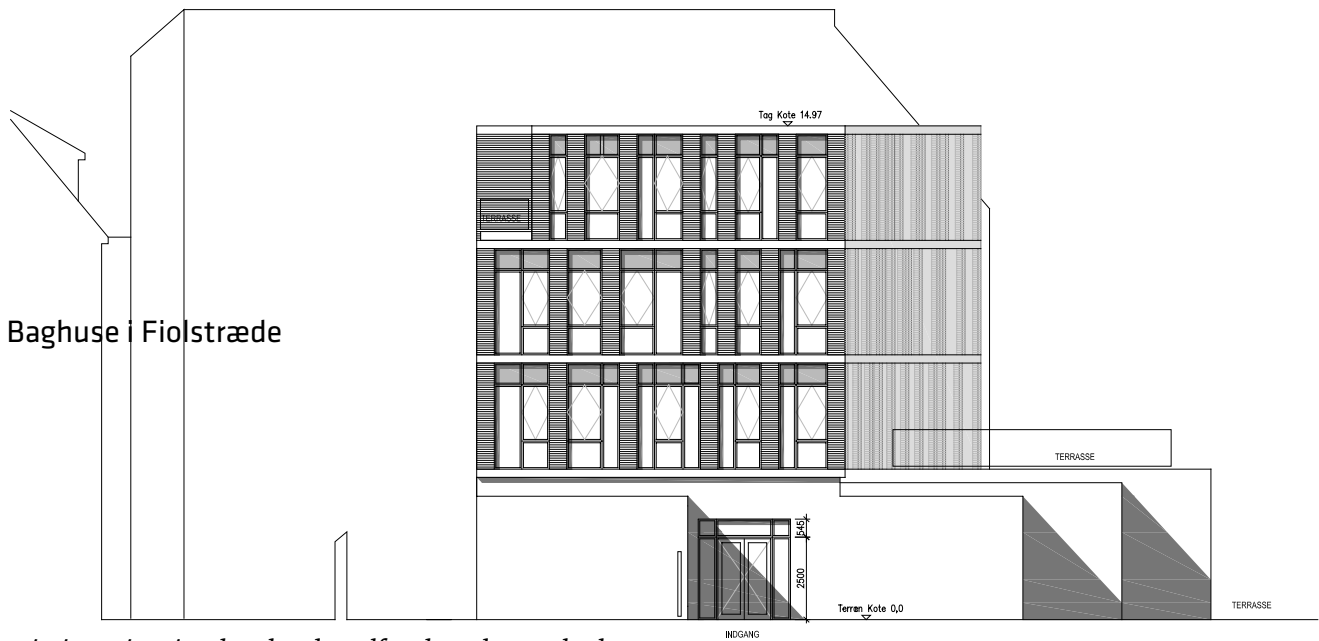 Tag Kote 14.97
TERRASSE
Baghuse i Fiolstræde
TERRASSE
545
2500
Terræn Kote 0,0
TERRASSE
INDGANG